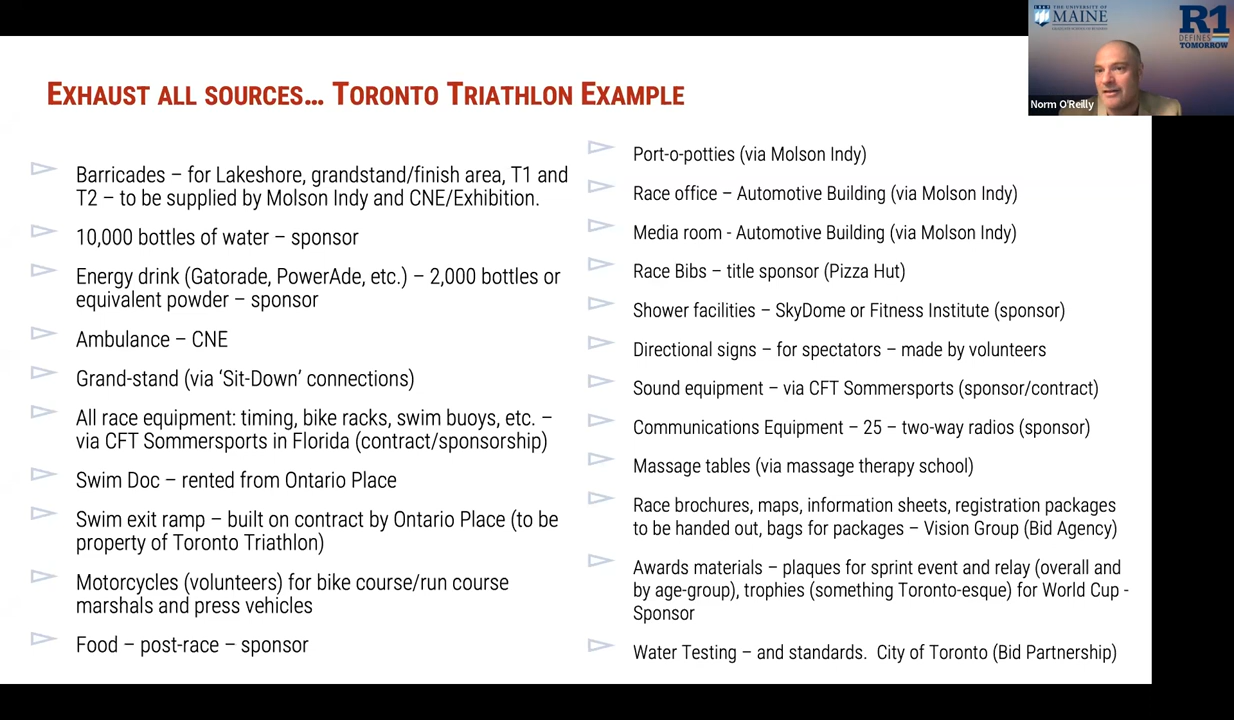 EXHAUST ALL SOURCES… TORONTO TRIATHLON EXAMPLE
Barricades – for Lakeshore, grandstand/finish area, T1 and
T2 – to be supplied by Molson Indy and CNE/Exhibition.
10,000 bottles of water – sponsor
Energy drink (Gatorade, PowerAde, etc.) – 2,000 bottles or
equivalent powder – sponsor
Ambulance – CNE
Grand-stand (via ‘Sit-Down’ connections)
All race equipment: timing, bike racks, swim buoys, etc. –
via CFT Sommersports in Florida (contract/sponsorship)
Swim Doc – rented from Ontario Place
Swim exit ramp – built on contract by Ontario Place (to be
property of Toronto Triathlon)
Motorcycles (volunteers) for bike course/run course
marshals and press vehicles
Food – post-race – sponsor
Port-o-potties (via Molson Indy)
Race office – Automotive Building (via Molson Indy)
Media room - Automotive Building (via Molson Indy)
Race Bibs – title sponsor (Pizza Hut)
Shower facilities – SkyDome or Fitness Institute (sponsor)
Directional signs – for spectators – made by volunteers
Sound equipment – via CFT Sommersports (sponsor/contract)
Communications Equipment – 25 – two-way radios (sponsor)
Massage tables (via massage therapy school)
Race brochures, maps, information sheets, registration packages
to be handed out, bags for packages – Vision Group (Bid Agency)
Awards materials – plaques for sprint event and relay (overall and
by age-group), trophies (something Toronto-esque) for World Cup -
Sponsor
Water Testing – and standards.  City of Toronto (Bid Partnership)
THE UNIVERSITY OF
MAINE
R1
DEFINES
TOMORROW
Norm O'Reilly